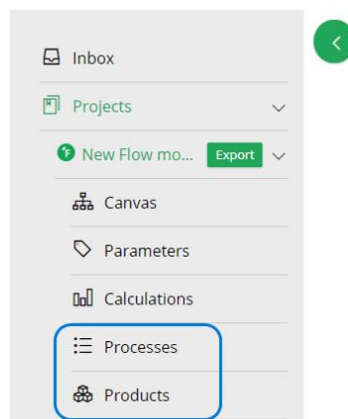 Inbox
Projects
New Flow mo... Export
Canvas
Parameters
Calculations
Processes
Products